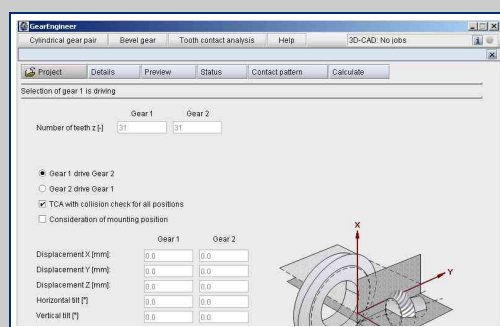 GearEngineer
Cylindrical gear pair Bevel gear Tooth contact analysis Help 3D-CAD: No jobs
Project Details Preview Status Contact pattern Calculate
Selection of gear 1 is driving
Gear 1 Gear 2
Number of teeth z [-] 31 31
Gear 1 drive Gear 2
Gear 2 drive Gear 1
TCA with collision check for all positions
Consideration of mounting position
Gear 1 Gear 2
X
Displacement X [mm]: 0.0 0.0
Displacement Y [mm]: 0.0 0.0
Y
Displacement Z [mm]: 0.0 0.0
Horizontal tilt [°] 0.0 0.0
Vertical tilt [°] 0.0 0.0